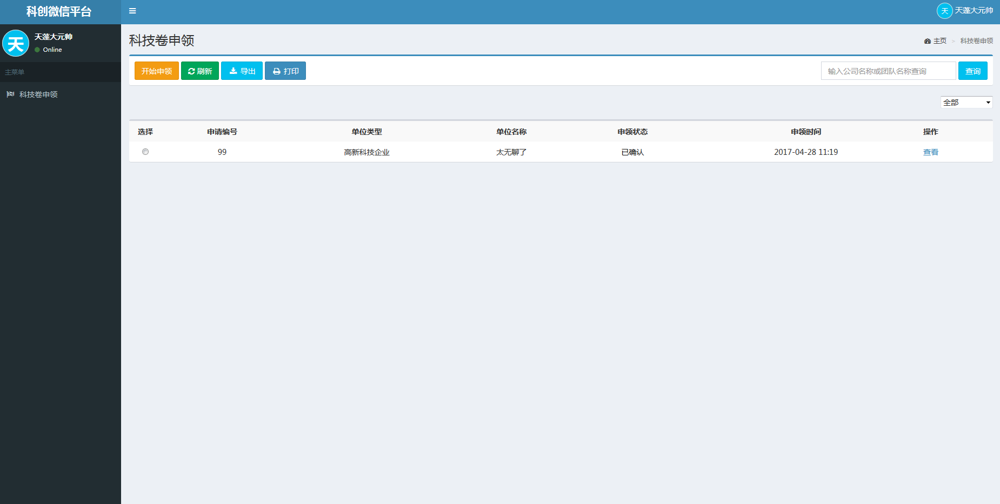 科创微信平台
天 天蓬大元帅
天 天蓬大元帅
Online
主菜单
科技卷申领
科技卷申领
主页 > 科技卷申领
开始申领 刷新 导出 打印 输入公司名称或团队名称查询 查询
全部
选择 申请编号 单位类型 单位名称 申领状态 申领时间 操作
99 高新科技企业 太无聊了 已确认 2017-04-28 11:19 查看